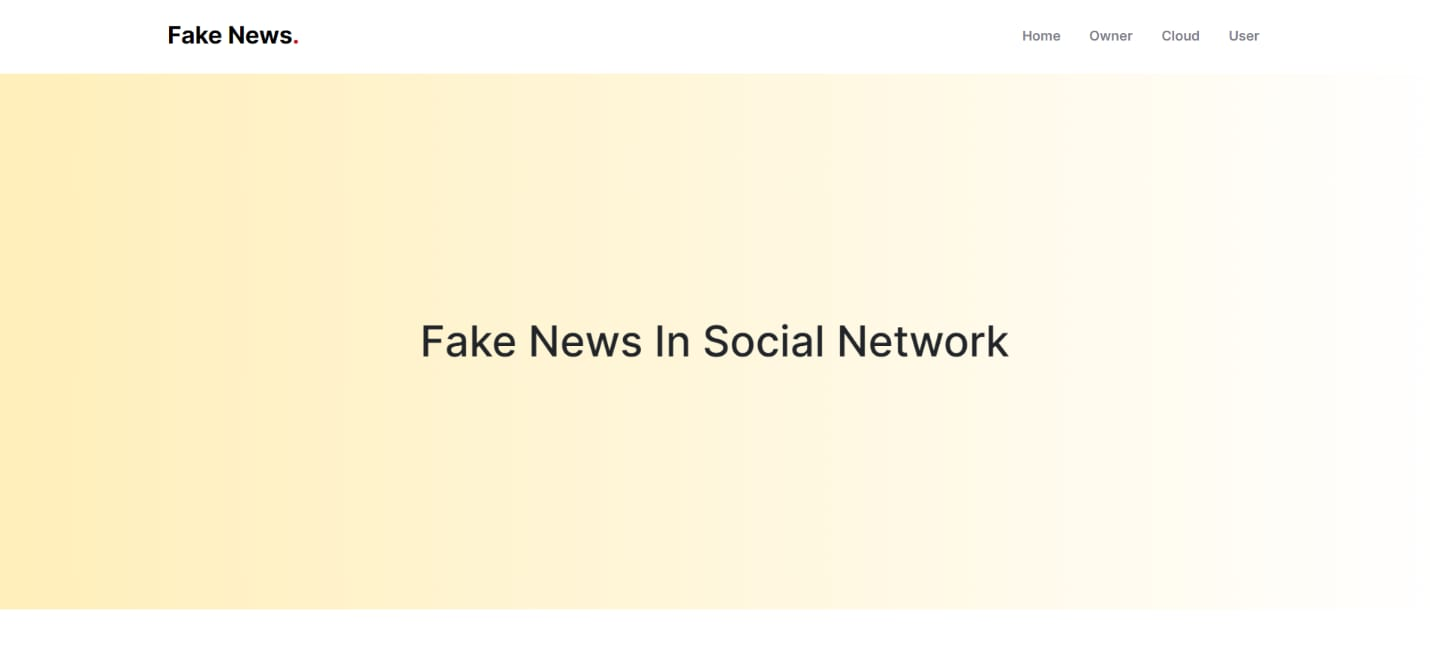 Fake News.
Home Owner Cloud User
Fake News In Social Network